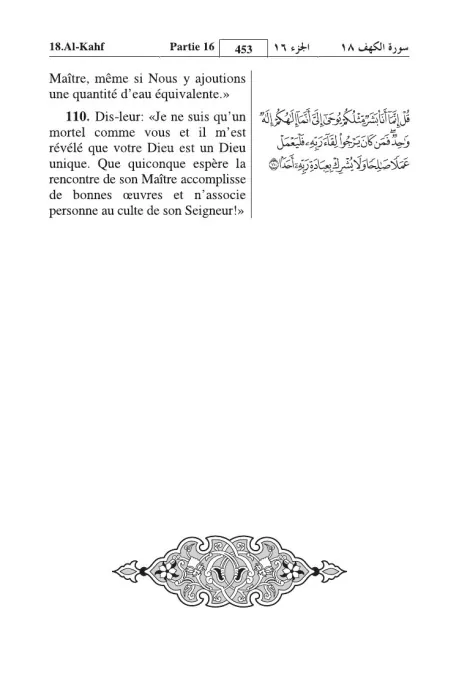 18.Al-Kahf Partie 16 453 الجزء ١٦ سورة الكهف ١٨
Maître, même si Nous y ajoutions
une quantité d’eau équivalente.»
110. Dis-leur: «Je ne suis qu’un
mortel comme vous et il m’est
révélé que votre Dieu est un Dieu
unique. Que quiconque espère la
rencontre de son Maître accomplisse
de bonnes œuvres et n’associe
personne au culte de son Seigneur!»
قُلْ إِنَّمَآ أَنَا۠ بَشَرٌ مِّثْلُكُمْ يُوحَىٰٓ إِلَىَّ أَنَّمَآ إِلَٰهُكُمْ إِلَٰهٌ
وَٰحِدٌ ۖ فَمَن كَانَ يَرْجُوا۟ لِقَآءَ رَبِّهِۦ فَلْيَعْمَلْ
عَمَلًا صَٰلِحًا وَلَا يُشْرِكْ بِعِبَادَةِ رَبِّهِۦٓ أَحَدًۢا ﴿١١٠﴾